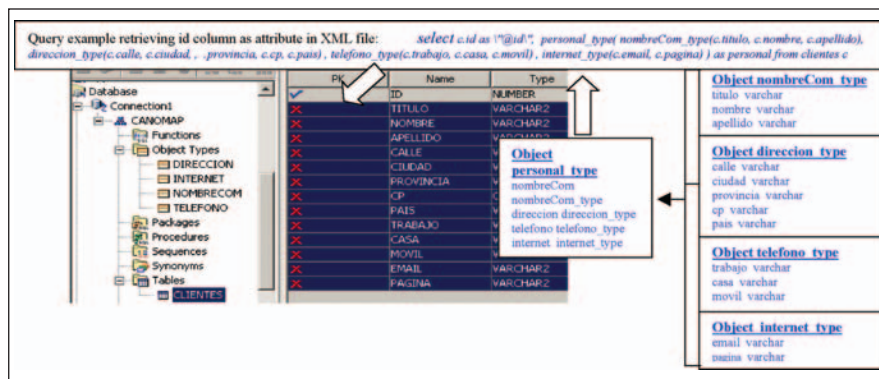 Query example retrieving id column as attribute in XML file: select c.id as \"@id\", personal_type( nombreCom_type(c.titulo, c.nombre, c.apellido),
direccion_type(c.calle, c.ciudad, , .provincia, c.cp, c.pais) , telefono_type(c.trabajo, c.casa, c.movil) , internet_type(c.email, c.pagina) ) as personal from clientes c
Database
Connection1
CANOMAP
Functions
Object Types
DIRECCION
INTERNET
NOMBRECOM
TELEFONO
Packages
Procedures
Sequences
Synonyms
Tables
CLIENTES
PK Name Type
ID NUMBER
TITULO VARCHAR2
NOMBRE VARCHAR2
APELLIDO VARCHAR2
CALLE
CIUDAD
PROVINCIA
CP
PAIS
TRABAJO
CASA
MOVIL
EMAIL VARCHAR2
PAGINA VARCHAR2
Object
personal_type
nombreCom
nombreCom_type
direccion direccion_type
telefono telefono_type
internet internet_type
Object nombreCom_type
titulo varchar
nombre varchar
apellido varchar
Object direccion_type
calle varchar
ciudad varchar
provincia varchar
cp varchar
pais varchar
Object telefono_type
trabajo varchar
casa varchar
movil varchar
Object internet_type
email varchar
pagina varchar